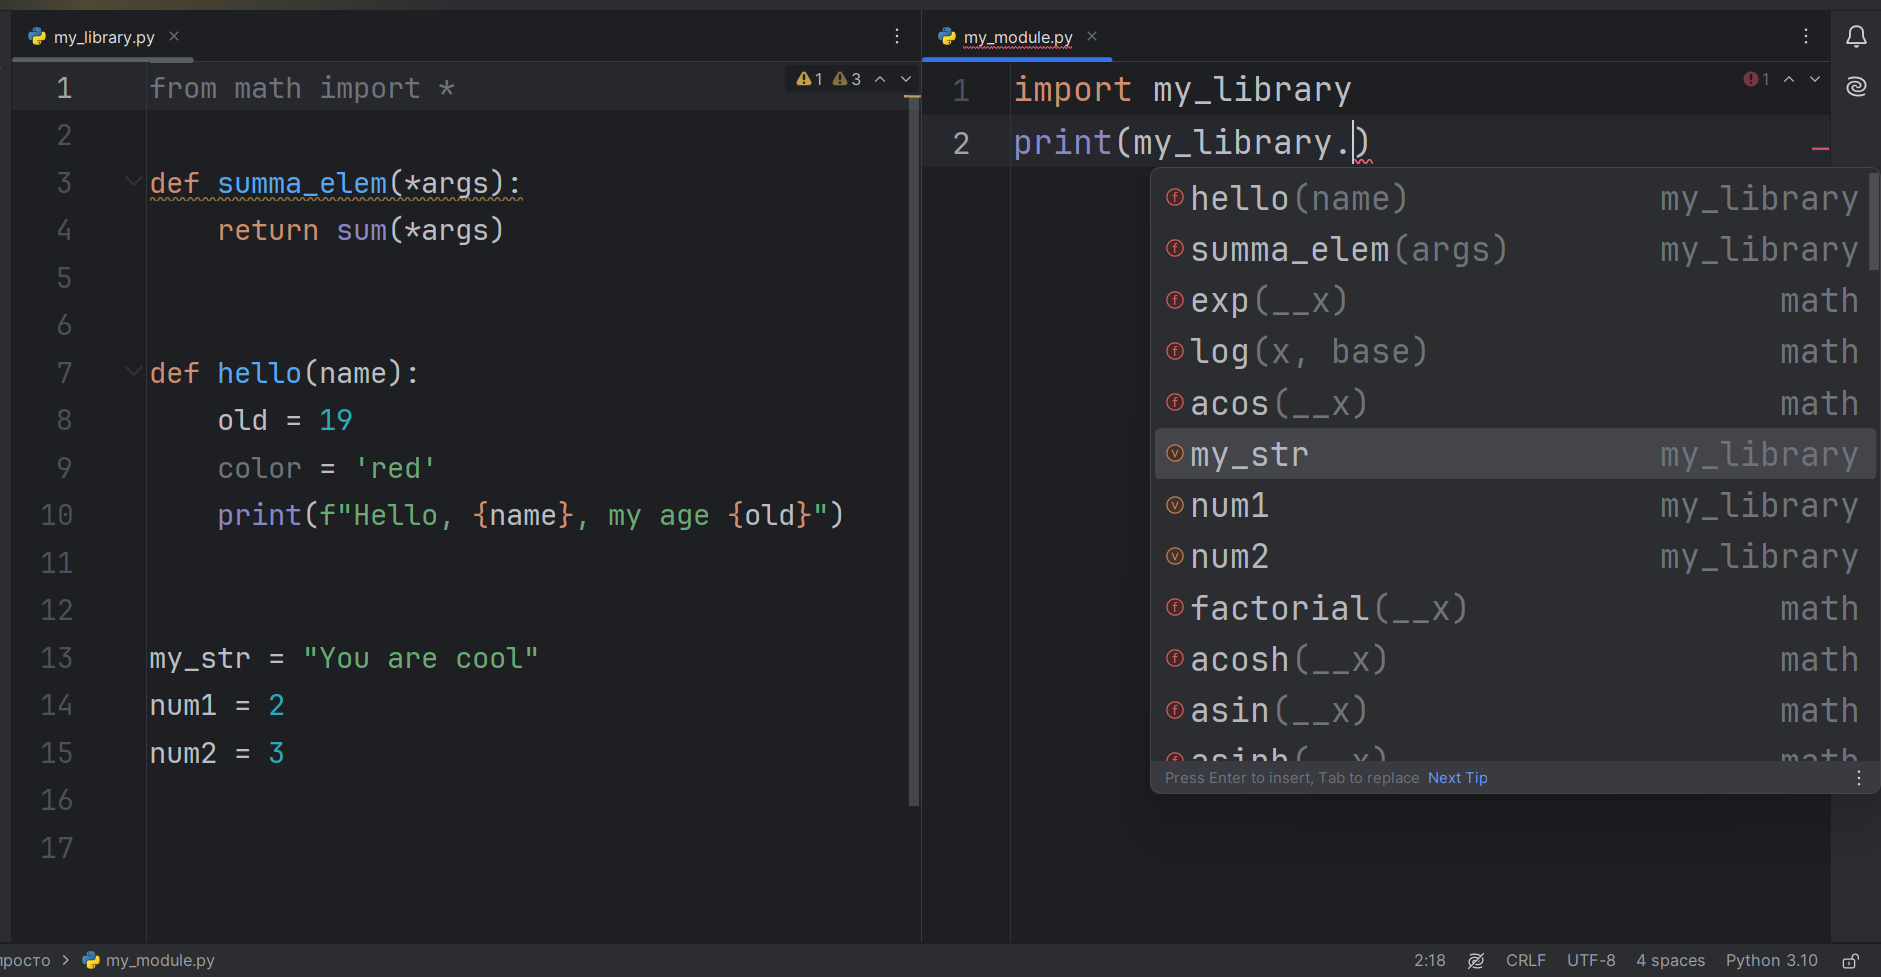 my_library.py
1 from math import *
2
3 def summa_elem(*args):
4 return sum(*args)
5
6
7 def hello(name):
8 old = 19
9 color = 'red'
10 print(f"Hello, {name}, my age {old}")
11
12
13 my_str = "You are cool"
14 num1 = 2
15 num2 = 3
16
17
1 3
my_module.py
1 import my_library
2 print(my_library.)
1
hello(name) my_library
summa_elem(args) my_library
exp(__x) math
log(x, base) math
acos(__x) math
my_str my_library
num1 my_library
num2 my_library
factorial(__x) math
acosh(__x) math
asin(__x) math
asinh(__x) math
Press Enter to insert, Tab to replace Next Tip
просто > my_module.py
2:18 CRLF UTF-8 4 spaces Python 3.10